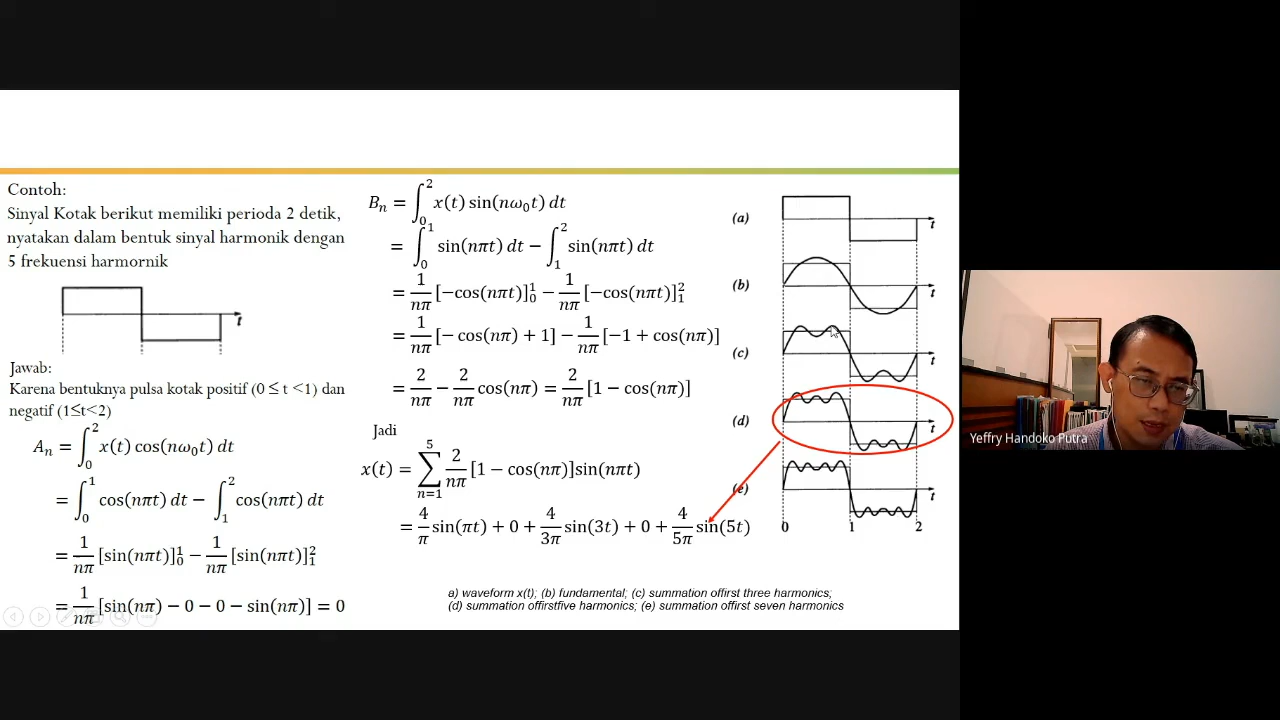 Contoh:
Sinyal Kotak berikut memiliki perioda 2 detik,
nyatakan dalam bentuk sinyal harmonik dengan
5 frekuensi harmornik
t
Jawab:
Karena bentuknya pulsa kotak positif (0 ≤ t <1) dan
negatif (1≤t<2)
Aₙ = ∫₀² x(t) cos(nω₀t) dt
= ∫₀¹ cos(nπt) dt − ∫₁² cos(nπt) dt
= 1/nπ [sin(nπt)]₀¹ − 1/nπ [sin(nπt)]₁²
= 1/nπ [sin(nπ) − 0 − 0 − sin(nπ)] = 0
Bₙ = ∫₀² x(t) sin(nω₀t) dt
= ∫₀¹ sin(nπt) dt − ∫₁² sin(nπt) dt
= 1/nπ [−cos(nπt)]₀¹ − 1/nπ [−cos(nπt)]₁²
= 1/nπ [− cos(nπ) + 1] − 1/nπ [−1 + cos(nπ)]
= 2/nπ − 2/nπ cos(nπ) = 2/nπ [1 − cos(nπ)]
Jadi
x(t) = ∑ₙ₌₁⁵ 2/nπ [1 − cos(nπ)]sin(nπt)
= 4/π sin(πt) + 0 + 4/3π sin(3t) + 0 + 4/5π sin(5t)
(a) t
(b) t
(c) t
(d) t
(e) t
0 1 2
a) waveform x(t); (b) fundamental; (c) summation offirst three harmonics;
(d) summation offirstfive harmonics; (e) summation offirst seven harmonics
Yeffry Handoko Putra